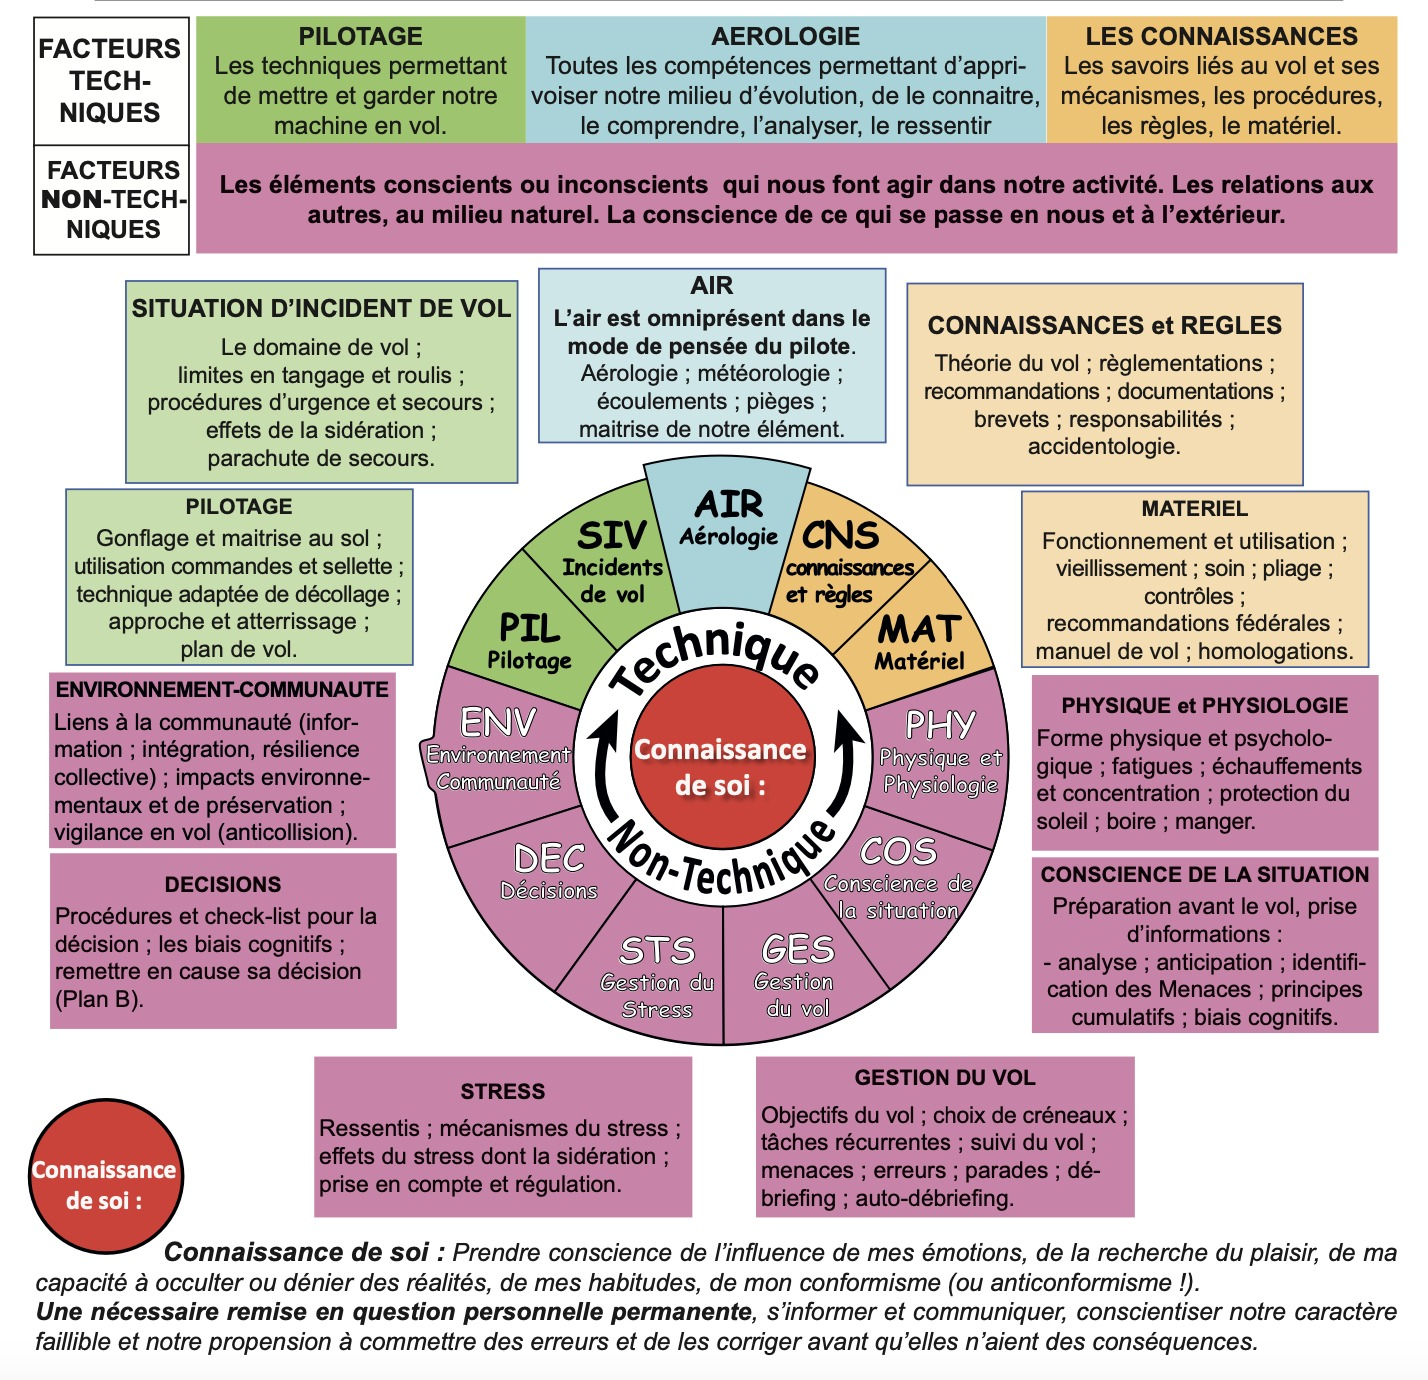 FACTEURS
TECH-
NIQUES
PILOTAGE
Les techniques permettant
de mettre et garder notre
machine en vol.
AEROLOGIE
Toutes les compétences permettant d'appri-
voiser notre milieu d'évolution, de le connaitre,
le comprendre, l'analyser, le ressentir
LES CONNAISSANCES
Les savoirs liés au vol et ses
mécanismes, les procédures,
les règles, le matériel.
FACTEURS
NON-TECH-
NIQUES
Les éléments conscients ou inconscients qui nous font agir dans notre activité. Les relations aux
autres, au milieu naturel. La conscience de ce qui se passe en nous et à l'extérieur.
SITUATION D'INCIDENT DE VOL
Le domaine de vol ;
limites en tangage et roulis ;
procédures d'urgence et secours ;
effets de la sidération ;
parachute de secours.
AIR
L'air est omniprésent dans le
mode de pensée du pilote.
Aérologie ; météorologie ;
écoulements ; pièges ;
maitrise de notre élément.
CONNAISSANCES et REGLES
Théorie du vol ; règlementations ;
recommandations ; documentations ;
brevets ; responsabilités ;
accidentologie.
PILOTAGE
Gonflage et maitrise au sol ;
utilisation commandes et sellette ;
technique adaptée de décollage ;
approche et atterrissage ;
plan de vol.
MATERIEL
Fonctionnement et utilisation ;
vieillissement ; soin ; pliage ;
contrôles ;
recommandations fédérales ;
manuel de vol ; homologations.
ENVIRONNEMENT-COMMUNAUTE
Liens à la communauté (infor-
mation ; intégration, résilience
collective) ; impacts environne-
mentaux et de préservation ;
vigilance en vol (anticollision).
PHYSIQUE et PHYSIOLOGIE
Forme physique et psycholo-
gique ; fatigues ; échauffements
et concentration ; protection du
soleil ; boire ; manger.
DECISIONS
Procédures et check-list pour la
décision ; les biais cognitifs ;
remettre en cause sa décision
(Plan B).
CONSCIENCE DE LA SITUATION
Préparation avant le vol, prise
d'informations :
- analyse ; anticipation ; identifi-
cation des Menaces ; principes
cumulatifs ; biais cognitifs.
AIR
Aérologie
SIV
Incidents
de vol
CNS
connaissances
et règles
PIL
Pilotage
MAT
Matériel
Technique
ENV
Environnement
Communauté
Connaissance
de soi :
PHY
Physique et
Physiologie
Non-Technique
DEC
Décisions
COS
Conscience de
la situation
STS
Gestion du
Stress
GES
Gestion
du vol
STRESS
Ressentis ; mécanismes du stress ;
effets du stress dont la sidération ;
prise en compte et régulation.
GESTION DU VOL
Objectifs du vol ; choix de créneaux ;
tâches récurrentes ; suivi du vol ;
menaces ; erreurs ; parades ; dé-
briefing ; auto-débriefing.
Connaissance
de soi :
Connaissance de soi : Prendre conscience de l'influence de mes émotions, de la recherche du plaisir, de ma
capacité à occulter ou dénier des réalités, de mes habitudes, de mon conformisme (ou anticonformisme !).
Une nécessaire remise en question personnelle permanente, s'informer et communiquer, conscientiser notre caractère
faillible et notre propension à commettre des erreurs et de les corriger avant qu'elles n'aient des conséquences.